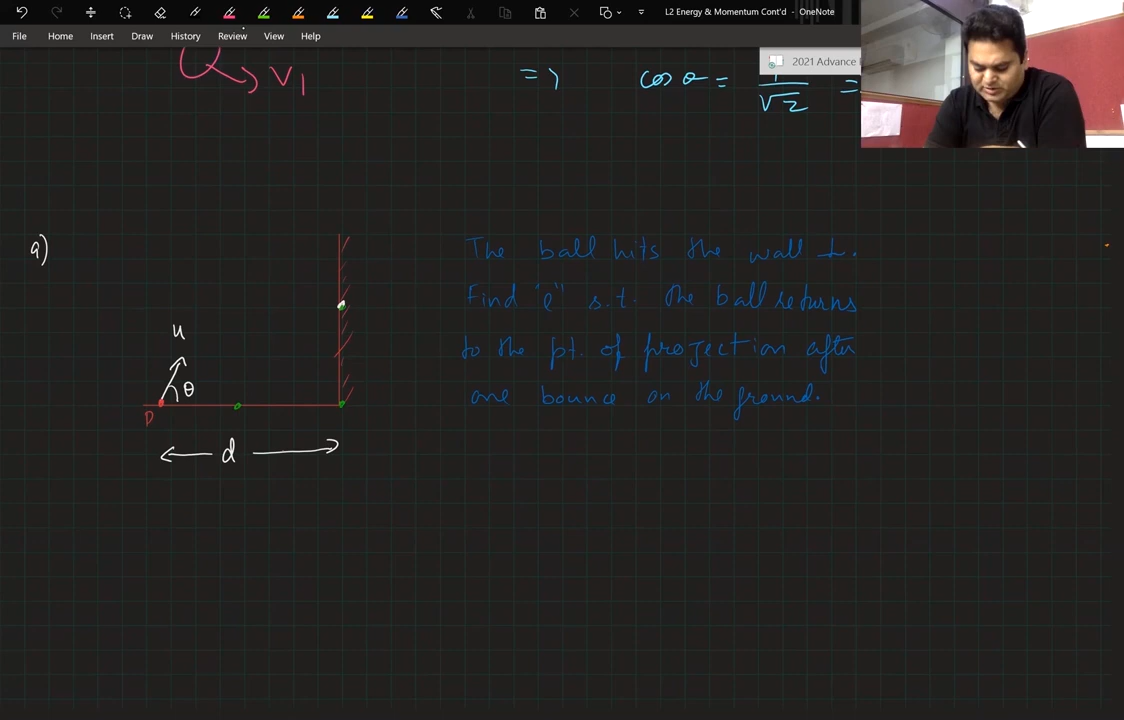 L2 Energy & Momentum Cont'd - OneNote
File Home Insert Draw History Review View Help
2021 Advance
V1
=> cos θ = 1/√2 =
Q)
The ball hits the wall ⊥.
Find "e" s.t. the ball returns
to the pt. of projection after
one bounce on the ground.
u
θ
P
d